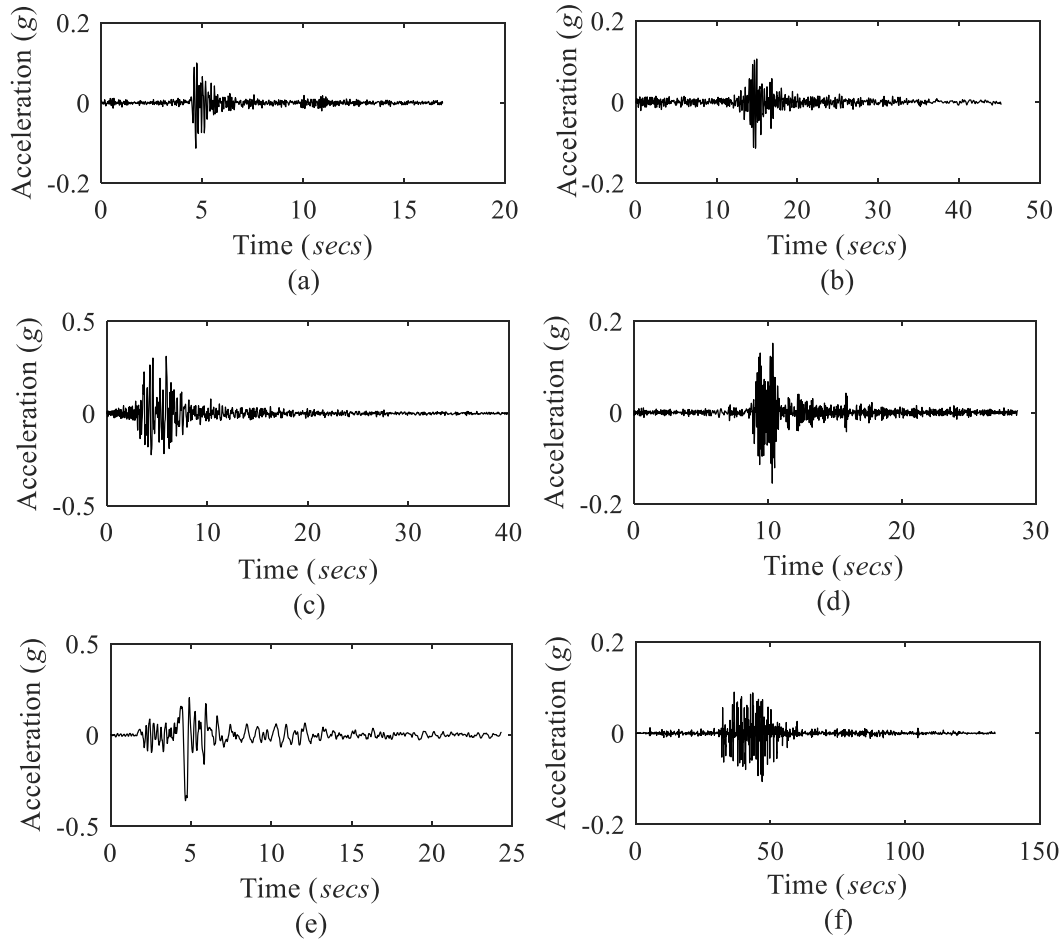 Acceleration (g)
0.2
0
-0.2
0 5 10 15 20
Time (secs)
(a)
Acceleration (g)
0.2
0
-0.2
0 10 20 30 40 50
Time (secs)
(b)
Acceleration (g)
0.5
0
-0.5
0 10 20 30 40
Time (secs)
(c)
Acceleration (g)
0.2
0
-0.2
0 10 20 30
Time (secs)
(d)
Acceleration (g)
0.5
0
-0.5
0 5 10 15 20 25
Time (secs)
(e)
Acceleration (g)
0.2
0
-0.2
0 50 100 150
Time (secs)
(f)